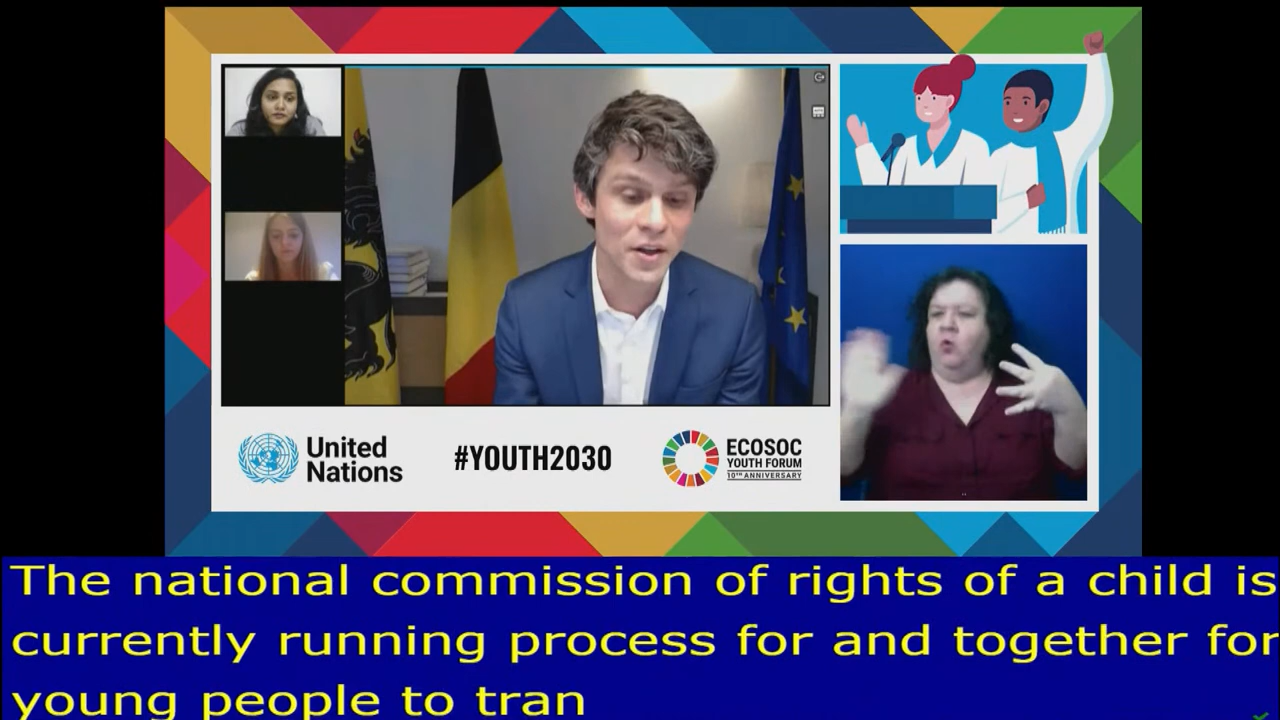 United
Nations
#YOUTH2030
ECOSOC
YOUTH FORUM
10TH ANNIVERSARY
The national commission of rights of a child is
currently running process for and together for
young people to tran